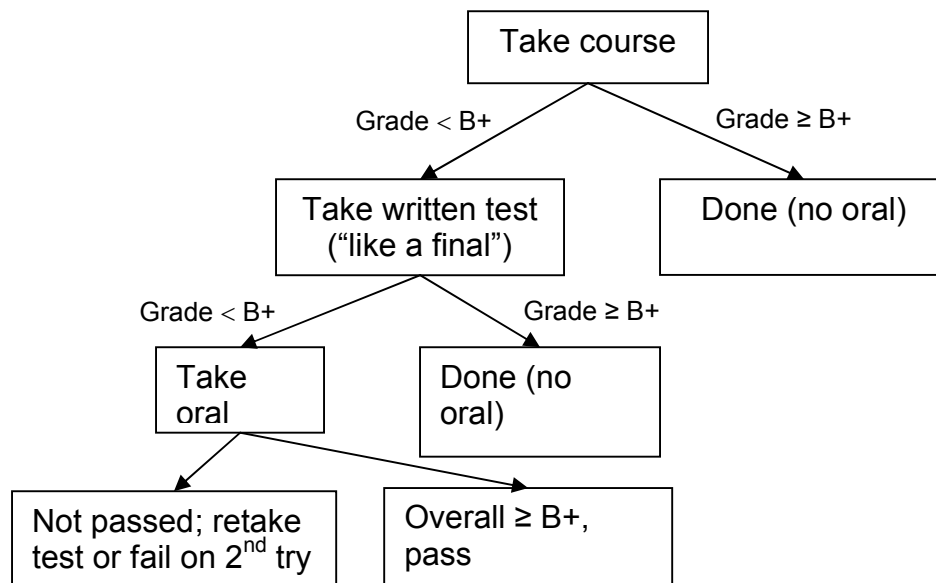 Take course
Grade < B+
Grade ≥ B+
Take written test
(“like a final”)
Done (no oral)
Grade < B+
Grade ≥ B+
Take
oral
Done (no
oral)
Not passed; retake
test or fail on 2nd try
Overall ≥ B+,
pass